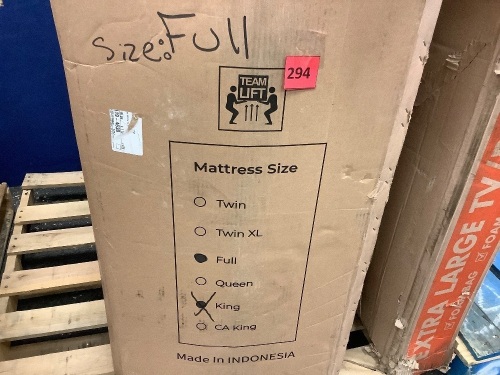 Size: Full
TEAM
LIFT
294
Mattress Size
Twin
Twin XL
Full
Queen
King
CA King
Made In INDONESIA
EXTRA LARGE TV
FOAM